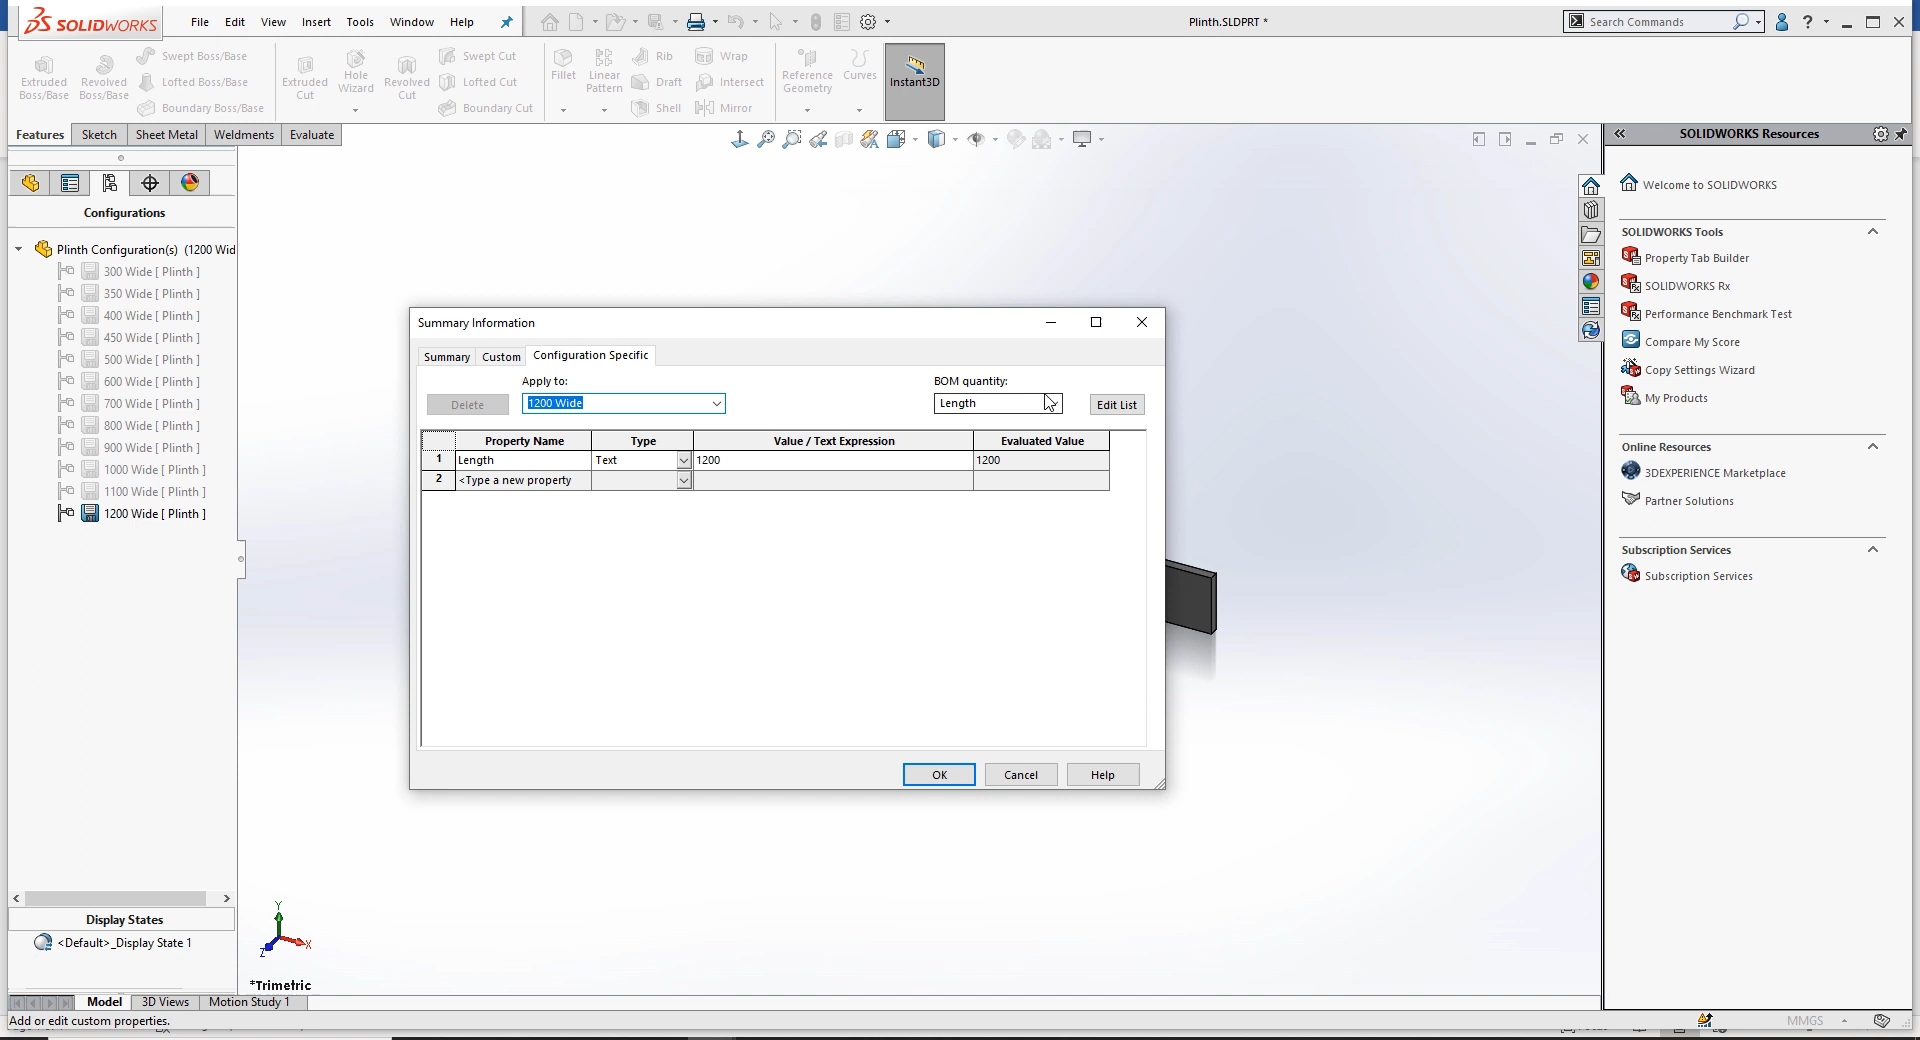 SOLIDWORKS File Edit View Insert Tools Window Help Plinth.SLDPRT * Search Commands ?
Extruded Boss/Base
Revolved Boss/Base
Swept Boss/Base
Lofted Boss/Base
Boundary Boss/Base
Extruded Cut
Hole Wizard
Revolved Cut
Swept Cut
Lofted Cut
Boundary Cut
Fillet
Linear Pattern
Rib
Draft
Shell
Wrap
Intersect
Mirror
Reference Geometry
Curves
Instant3D
Features Sketch Sheet Metal Weldments Evaluate
Configurations
Plinth Configuration(s) (1200 Wid
300 Wide [ Plinth ]
350 Wide [ Plinth ]
400 Wide [ Plinth ]
450 Wide [ Plinth ]
500 Wide [ Plinth ]
600 Wide [ Plinth ]
700 Wide [ Plinth ]
800 Wide [ Plinth ]
900 Wide [ Plinth ]
1000 Wide [ Plinth ]
1100 Wide [ Plinth ]
1200 Wide [ Plinth ]
Display States
<Default>_Display State 1
Summary Information
Summary Custom Configuration Specific
Apply to: BOM quantity:
Delete 1200 Wide Length Edit List
Property Name Type Value / Text Expression Evaluated Value
1 Length Text 1200 1200
2 <Type a new property
OK Cancel Help
Y
X
Z
*Trimetric
SOLIDWORKS Resources
Welcome to SOLIDWORKS
SOLIDWORKS Tools
Property Tab Builder
SOLIDWORKS Rx
Performance Benchmark Test
Compare My Score
Copy Settings Wizard
My Products
Online Resources
3DEXPERIENCE Marketplace
Partner Solutions
Subscription Services
Subscription Services
Model 3D Views Motion Study 1
Add or edit custom properties. MMGS